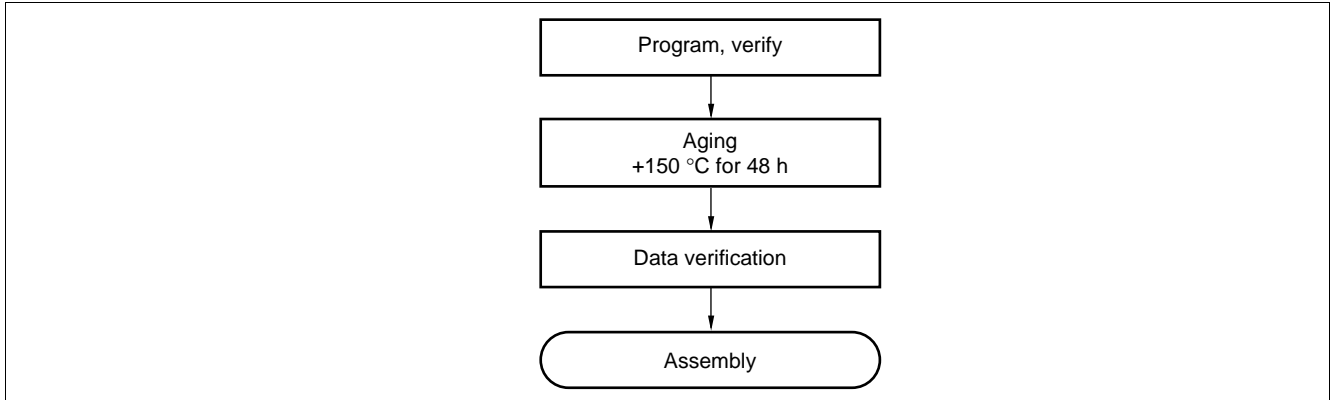 Program, verify
Aging
+150 °C for 48 h
Data verification
Assembly